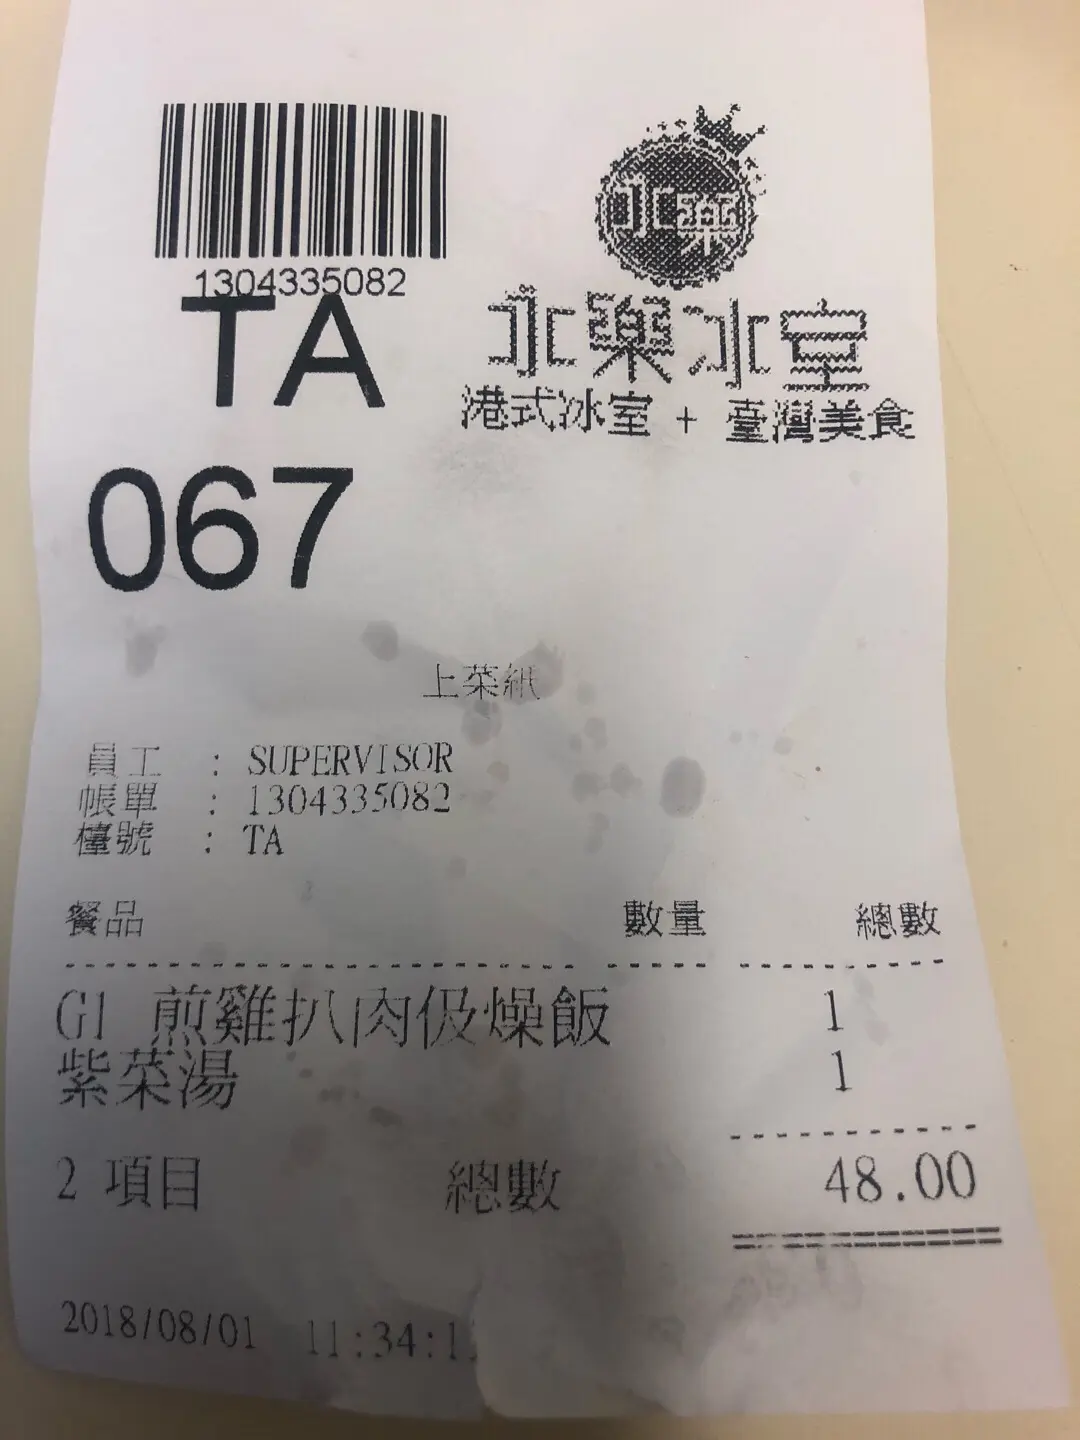 1304335082
TA
067
冰樂
冰樂冰室
港式冰室 + 臺灣美食
上菜紙
員工 : SUPERVISOR
帳單 : 1304335082
檯號 : TA
餐品 數量 總數
G1 煎雞扒肉伋燥飯 1
紫菜湯 1
2 項目 總數 48.00
2018/08/01 11:34:1